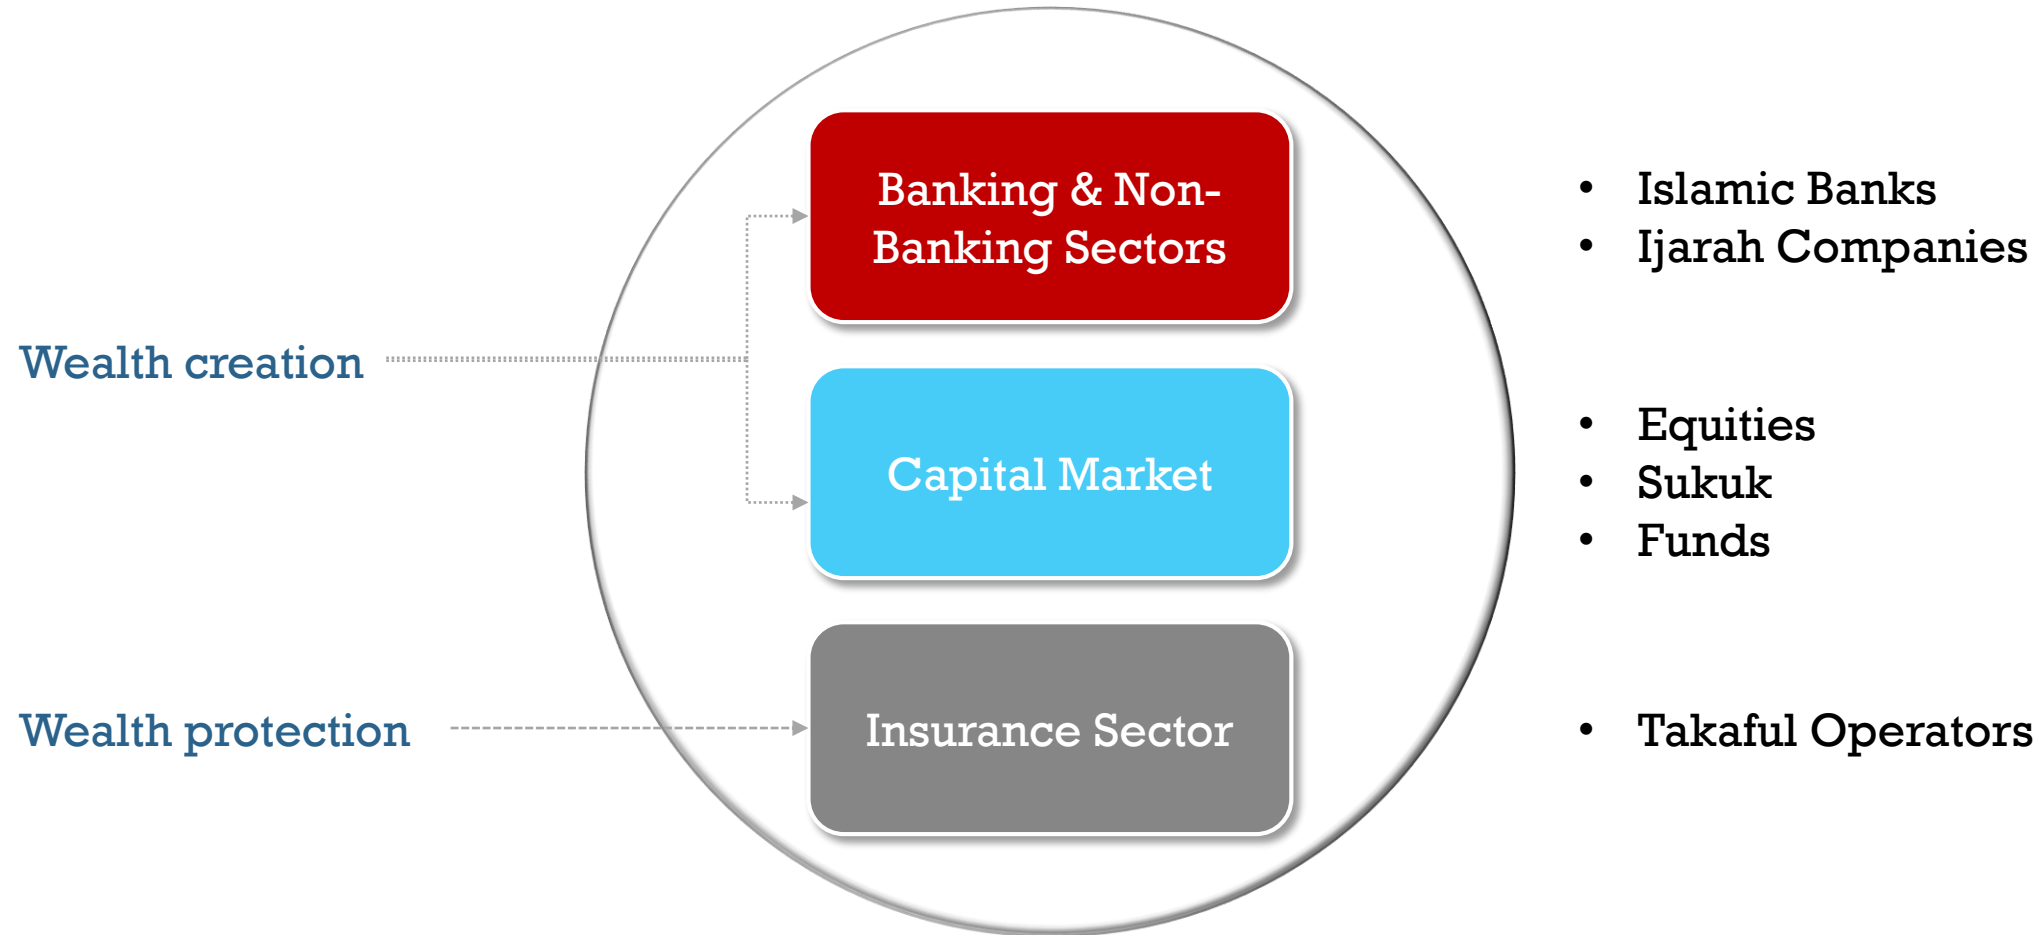 Banking & Non-
Banking Sectors
• Islamic Banks
• Ijarah Companies
Wealth creation
Capital Market
• Equities
• Sukuk
• Funds
Wealth protection
Insurance Sector
• Takaful Operators